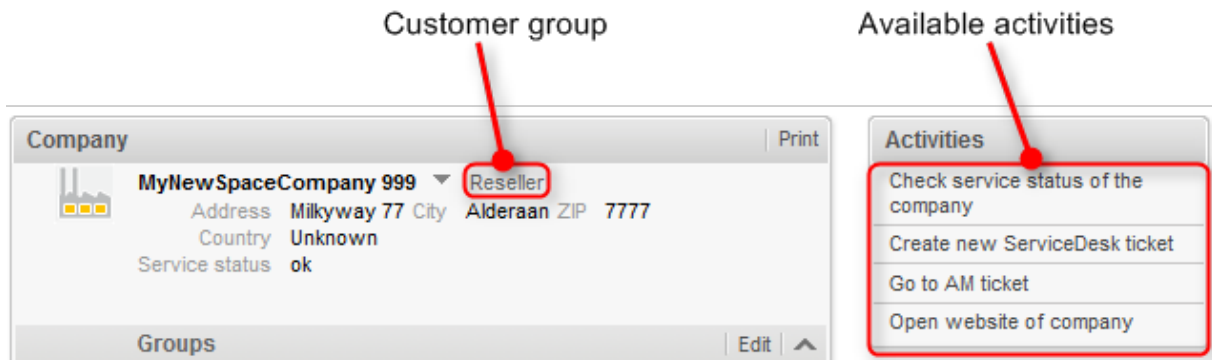 Customer group
Available activities
Company
Print
MyNewSpaceCompany 999 Reseller
Address Milkyway 77 City Alderaan ZIP 7777
Country Unknown
Service status ok
Groups
Edit
Activities
Check service status of the
company
Create new ServiceDesk ticket
Go to AM ticket
Open website of company